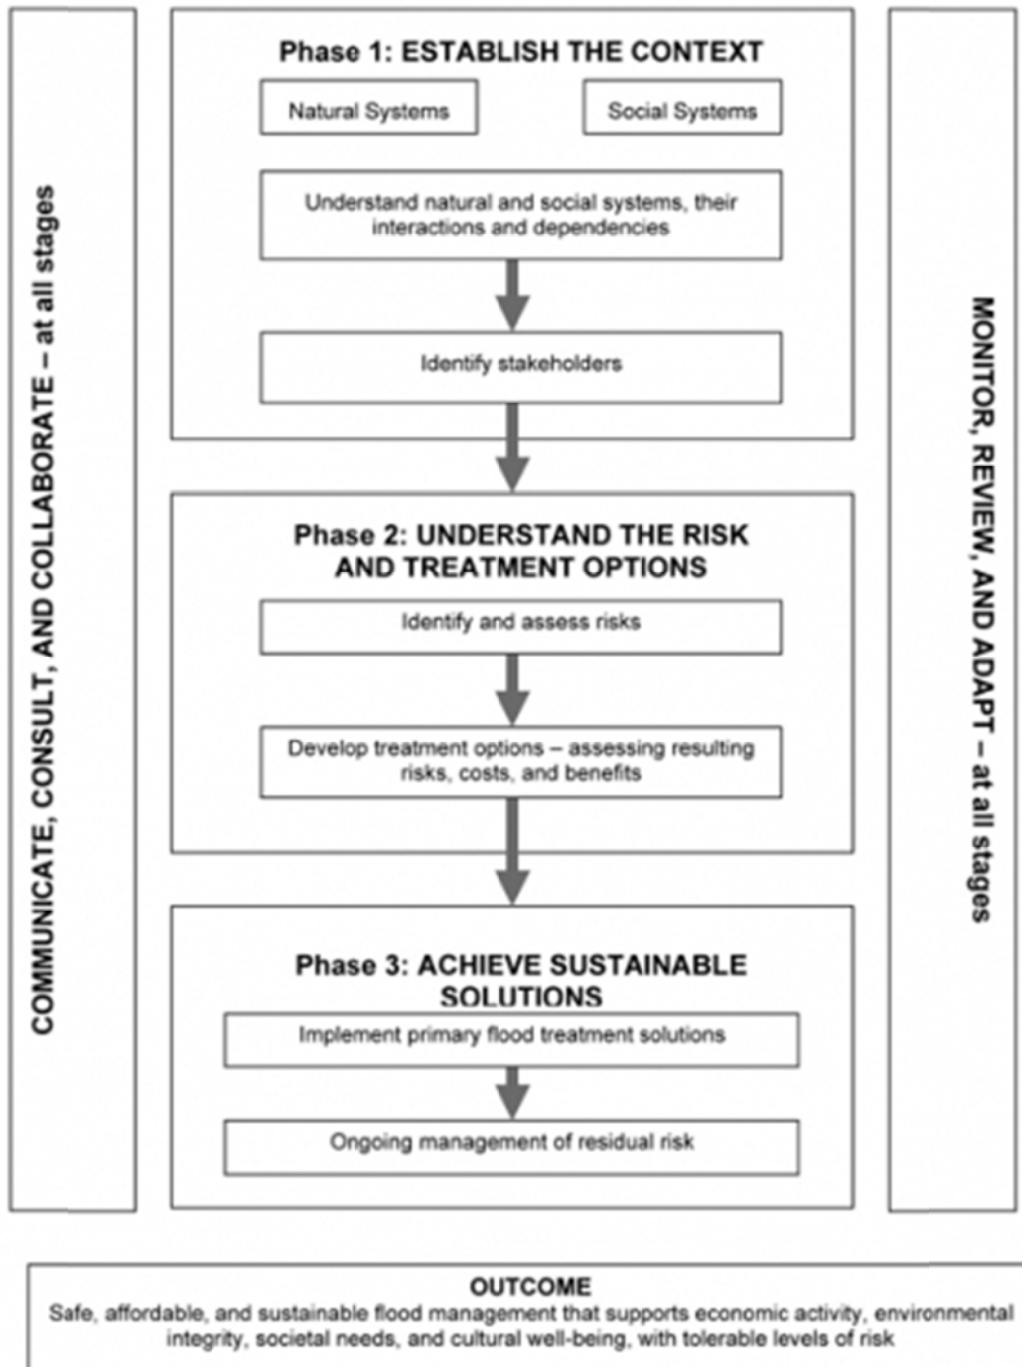 COMMUNICATE, CONSULT, AND COLLABORATE – at all stages
Phase 1: ESTABLISH THE CONTEXT
Natural Systems
Social Systems
Understand natural and social systems, their
interactions and dependencies
Identify stakeholders
Phase 2: UNDERSTAND THE RISK
AND TREATMENT OPTIONS
Identify and assess risks
Develop treatment options – assessing resulting
risks, costs, and benefits
Phase 3: ACHIEVE SUSTAINABLE
SOLUTIONS
Implement primary flood treatment solutions
Ongoing management of residual risk
MONITOR, REVIEW, AND ADAPT – at all stages
OUTCOME
Safe, affordable, and sustainable flood management that supports economic activity, environmental
integrity, societal needs, and cultural well-being, with tolerable levels of risk